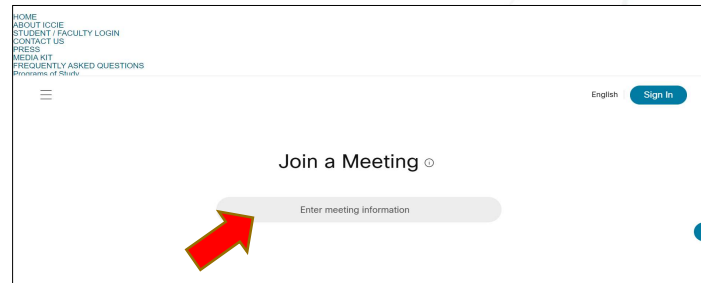 HOME
ABOUT ICCIE
STUDENT / FACULTY LOGIN
CONTACT US
PRESS
MEDIA KIT
FREQUENTLY ASKED QUESTIONS
Programs of Study
English Sign In
Join a Meeting
Enter meeting information